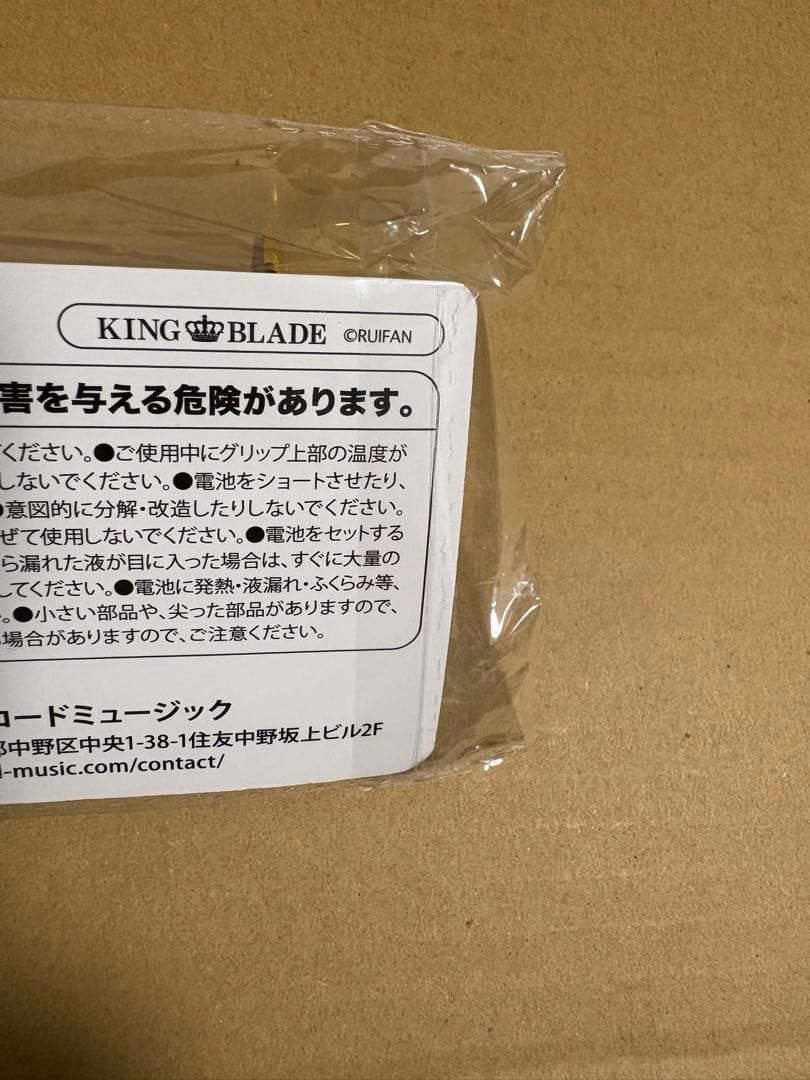 KING BLADE ©RUIFAN
害を与える危険があります。
ください。●ご使用中にグリップ上部の温度が
しないでください。●電池をショートさせたり、
●意図的に分解・改造したりしないでください。
ぜて使用しないでください。●電池をセットする
ら漏れた液が目に入った場合は、すぐに大量の
してください。●電池に発熱・液漏れ・ふくらみ等、
。●小さい部品や、尖った部品がありますので、
場合がありますので、ご注意ください。
コードミュージック
中野区中央1-38-1住友中野坂上ビル2F
-music.com/contact/